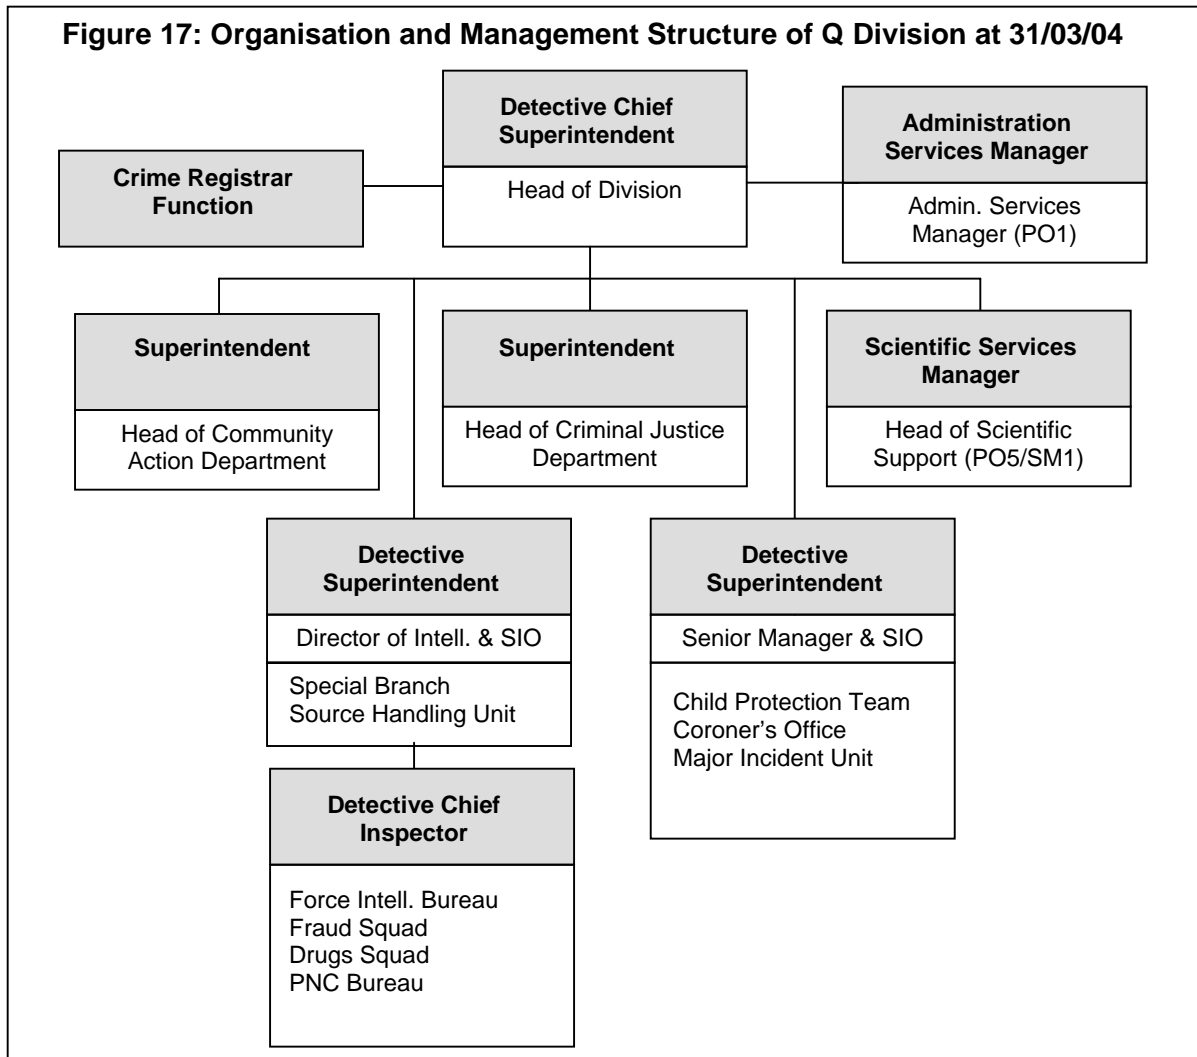 Figure 17: Organisation and Management Structure of Q Division at 31/03/04
Detective Chief
Superintendent
Head of Division
Crime Registrar
Function
Administration
Services Manager
Admin. Services
Manager (PO1)
Superintendent
Head of Community
Action Department
Superintendent
Head of Criminal Justice
Department
Scientific Services
Manager
Head of Scientific
Support (PO5/SM1)
Detective
Superintendent
Director of Intell. & SIO
Special Branch
Source Handling Unit
Detective
Superintendent
Senior Manager & SIO
Child Protection Team
Coroner’s Office
Major Incident Unit
Detective Chief
Inspector
Force Intell. Bureau
Fraud Squad
Drugs Squad
PNC Bureau